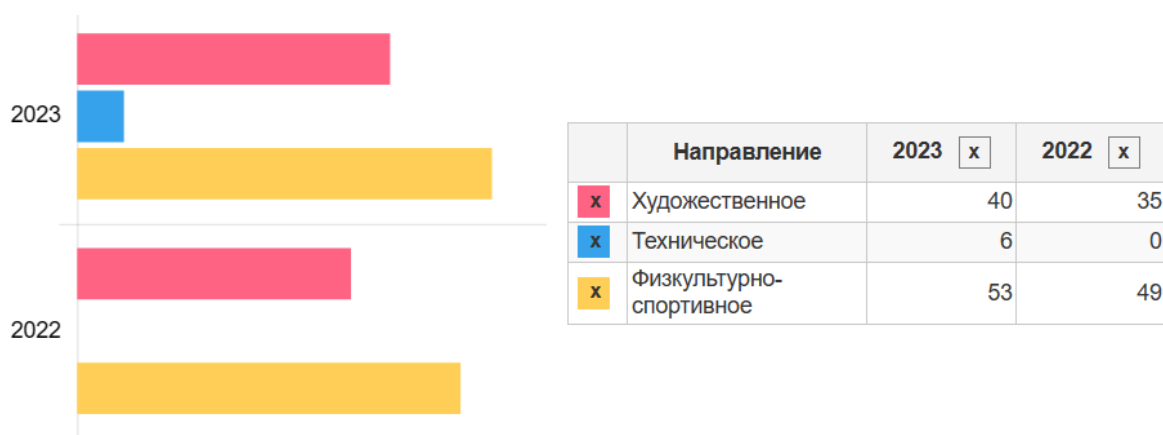 2023
2022
Направление 2023 x 2022 x
x Художественное 40 35
x Техническое 6 0
x Физкультурно-
спортивное 53 49